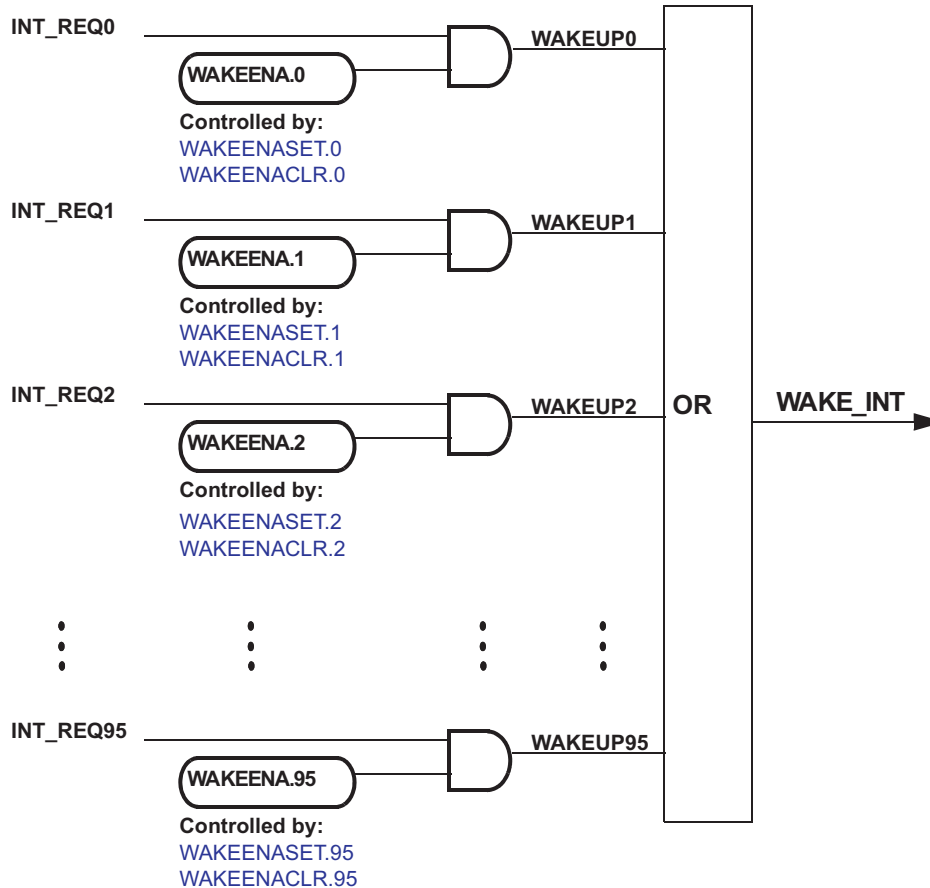 INT_REQ0
WAKEUP0
WAKEENA.0
Controlled by:
WAKEENASET.0
WAKEENACLR.0
INT_REQ1
WAKEUP1
WAKEENA.1
Controlled by:
WAKEENASET.1
WAKEENACLR.1
INT_REQ2
WAKEUP2
OR
WAKE_INT
WAKEENA.2
Controlled by:
WAKEENASET.2
WAKEENACLR.2
INT_REQ95
WAKEUP95
WAKEENA.95
Controlled by:
WAKEENASET.95
WAKEENACLR.95